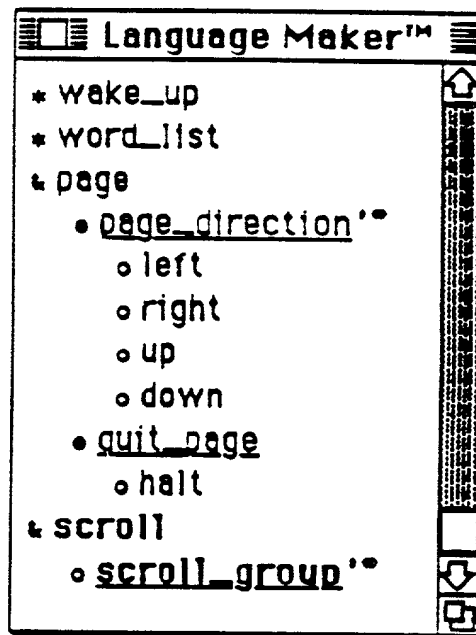 Language Maker™
* wake_up
* word_list
& page
• page_direction'*
o left
o right
o up
o down
• quit_page
o halt
& scroll
o scroll_group'*